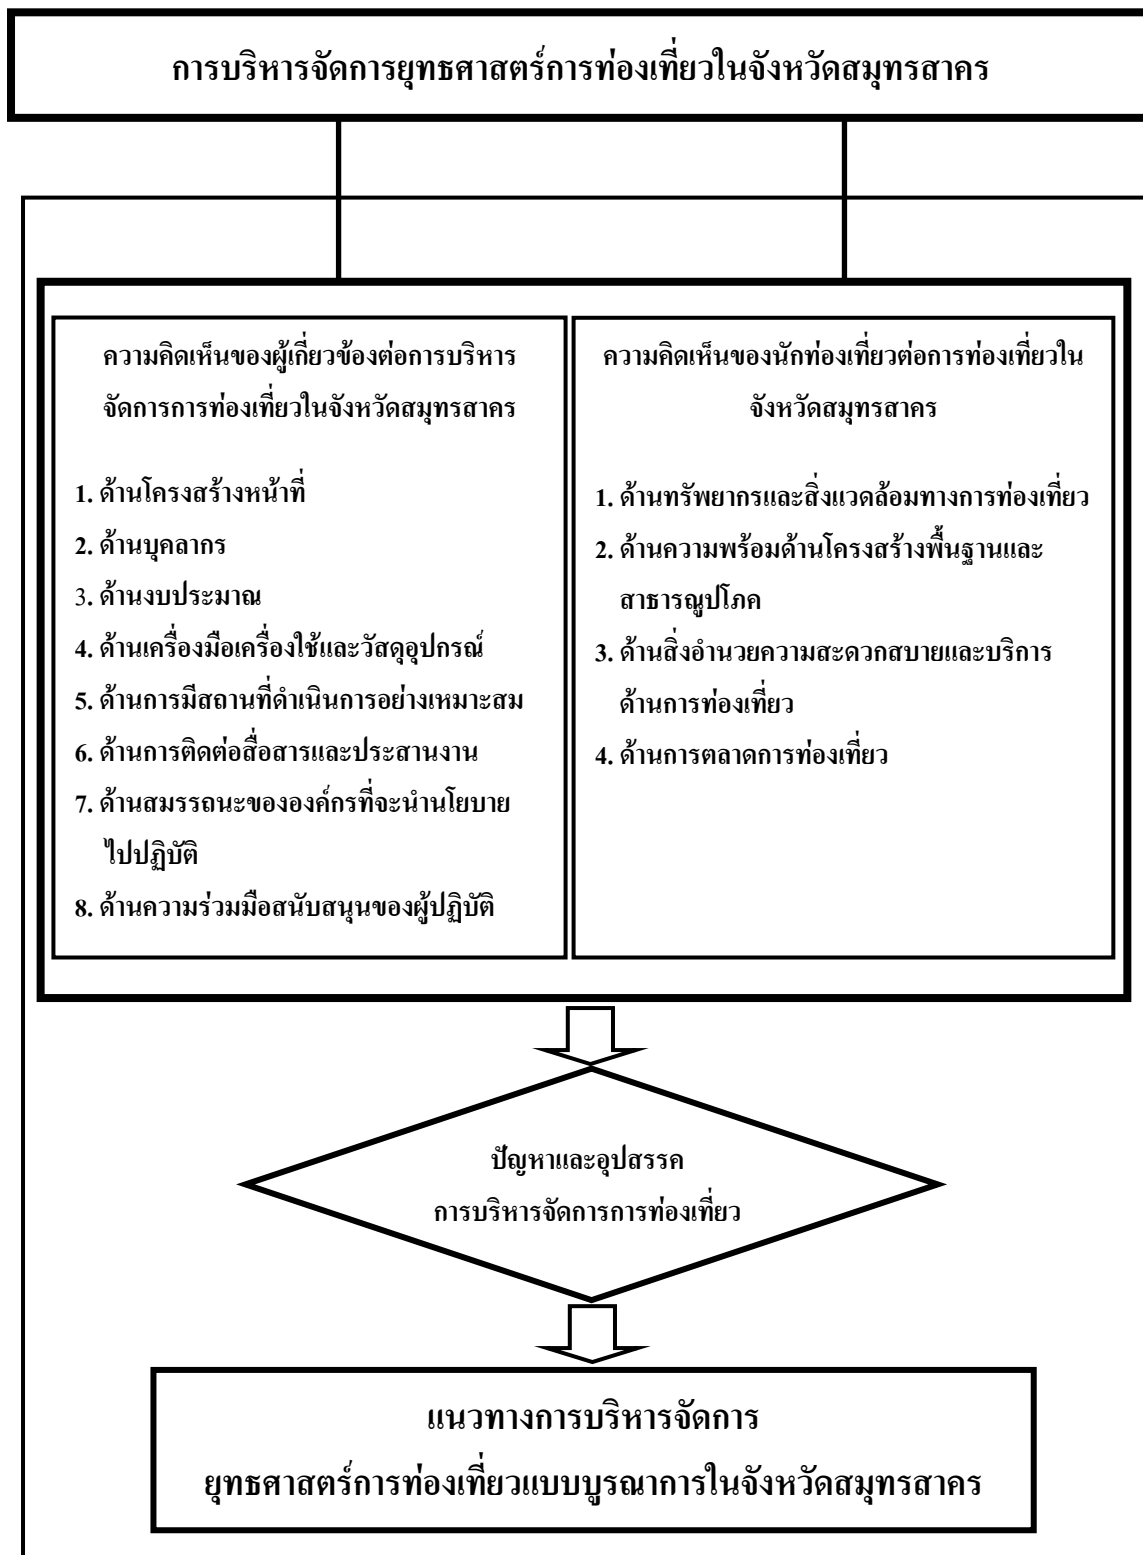 การบริหารจัดการยุทธศาสตร์การท่องเที่ยวในจังหวัดสมุทรสาคร
ความคิดเห็นของผู้เกี่ยวข้องต่อการบริหาร
จัดการการท่องเที่ยวในจังหวัดสมุทรสาคร
1. ด้านโครงสร้างหน้าที่
2. ด้านบุคลากร
3. ด้านงบประมาณ
4. ด้านเครื่องมือเครื่องใช้และวัสดุอุปกรณ์
5. ด้านการมีสถานที่ดำเนินการอย่างเหมาะสม
6. ด้านการติดต่อสื่อสารและประสานงาน
7. ด้านสมรรถนะขององค์กรที่จะนำนโยบาย
ไปปฏิบัติ
8. ด้านความร่วมมือสนับสนุนของผู้ปฏิบัติ
ความคิดเห็นของนักท่องเที่ยวต่อการท่องเที่ยวใน
จังหวัดสมุทรสาคร
1. ด้านทรัพยากรและสิ่งแวดล้อมทางการท่องเที่ยว
2. ด้านความพร้อมด้านโครงสร้างพื้นฐานและ
สาธารณูปโภค
3. ด้านสิ่งอำนวยความสะดวกสบายและบริการ
ด้านการท่องเที่ยว
4. ด้านการตลาดการท่องเที่ยว
ปัญหาและอุปสรรค
การบริหารจัดการการท่องเที่ยว
แนวทางการบริหารจัดการ
ยุทธศาสตร์การท่องเที่ยวแบบบูรณาการในจังหวัดสมุทรสาคร